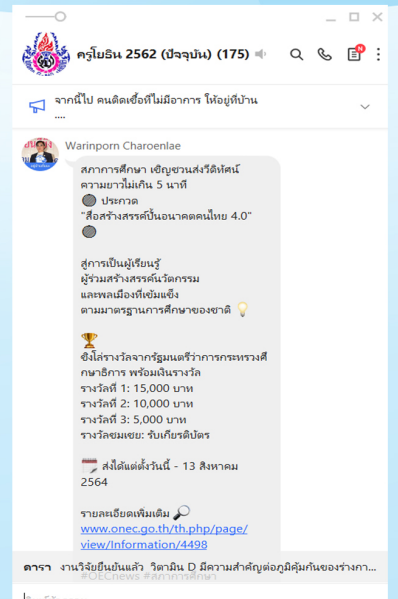 ครูโยธิน 2562 (ปัจจุบัน) (175)
N
จากนี้ไป คนติดเชื้อที่ไม่มีอาการ ให้อยู่ที่บ้าน
....
Warinporn Charoenlae
สภาการศึกษา เชิญชวนส่งวีดิทัศน์
ความยาวไม่เกิน 5 นาที
ประกวด
"สื่อสร้างสรรค์ปั้นอนาคตคนไทย 4.0"
สู่การเป็นผู้เรียนรู้
ผู้ร่วมสร้างสรรค์นวัตกรรม
และพลเมืองที่เข้มแข็ง
ตามมาตรฐานการศึกษาของชาติ
ชิงโล่รางวัลจากรัฐมนตรีว่าการกระทรวงศึ
กษาธิการ พร้อมเงินรางวัล
รางวัลที่ 1: 15,000 บาท
รางวัลที่ 2: 10,000 บาท
รางวัลที่ 3: 5,000 บาท
รางวัลชมเชย: รับเกียรติบัตร
ส่งได้แต่ตั้งวันนี้ - 13 สิงหาคม
2564
รายละเอียดเพิ่มเติม
www.onec.go.th/th.php/page/
view/Information/4498
ดารา งานวิจัยยืนยันแล้ว วิตามิน D มีความสำคัญต่อภูมิคุ้มกันของร่างกา...
#OECnews #สภาการศึกษา